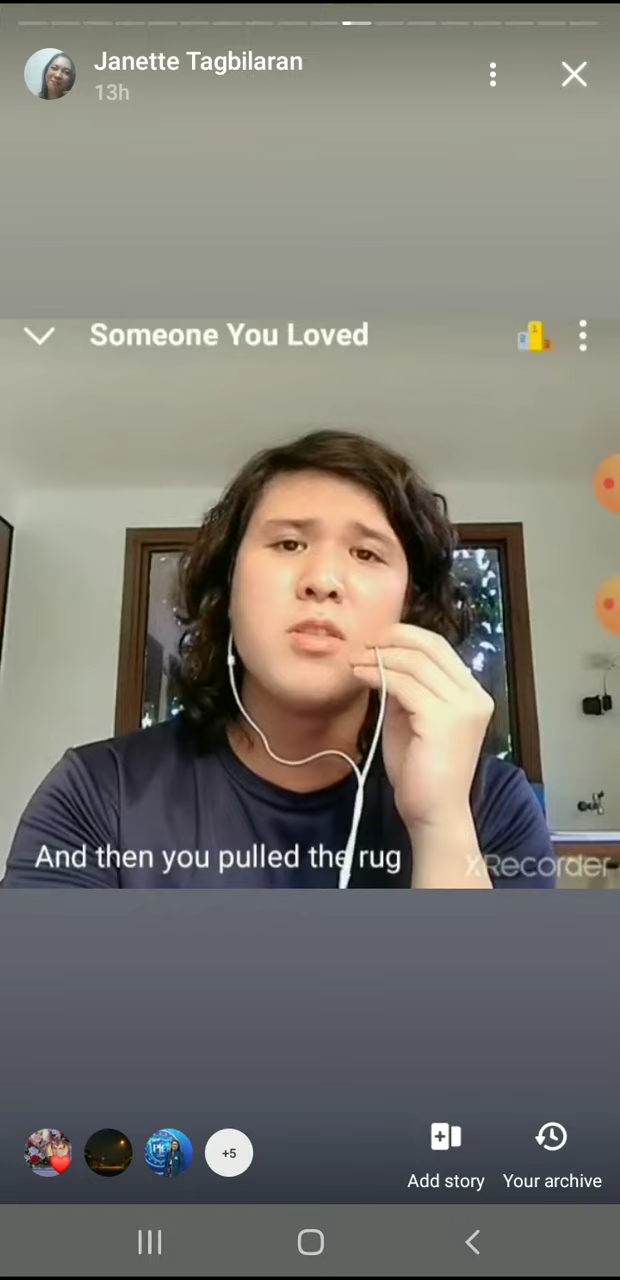 Janette Tagbilaran
13h
Someone You Loved
And then you pulled the rug
XRecorder
+5
Add story
Your archive